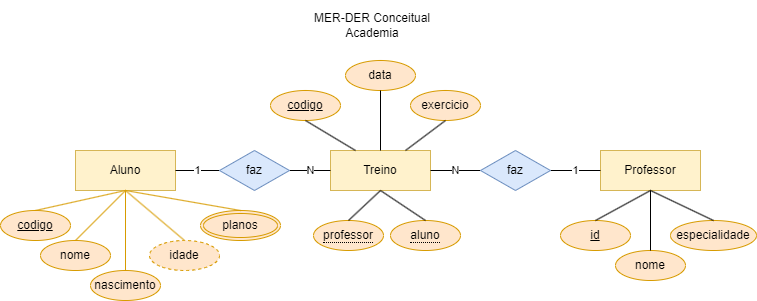 MER-DER Conceitual
Academia
data
codigo
exercicio
Aluno
1
faz
N
Treino
N
faz
1
Professor
codigo
nome
nascimento
idade
planos
professor
aluno
id
nome
especialidade